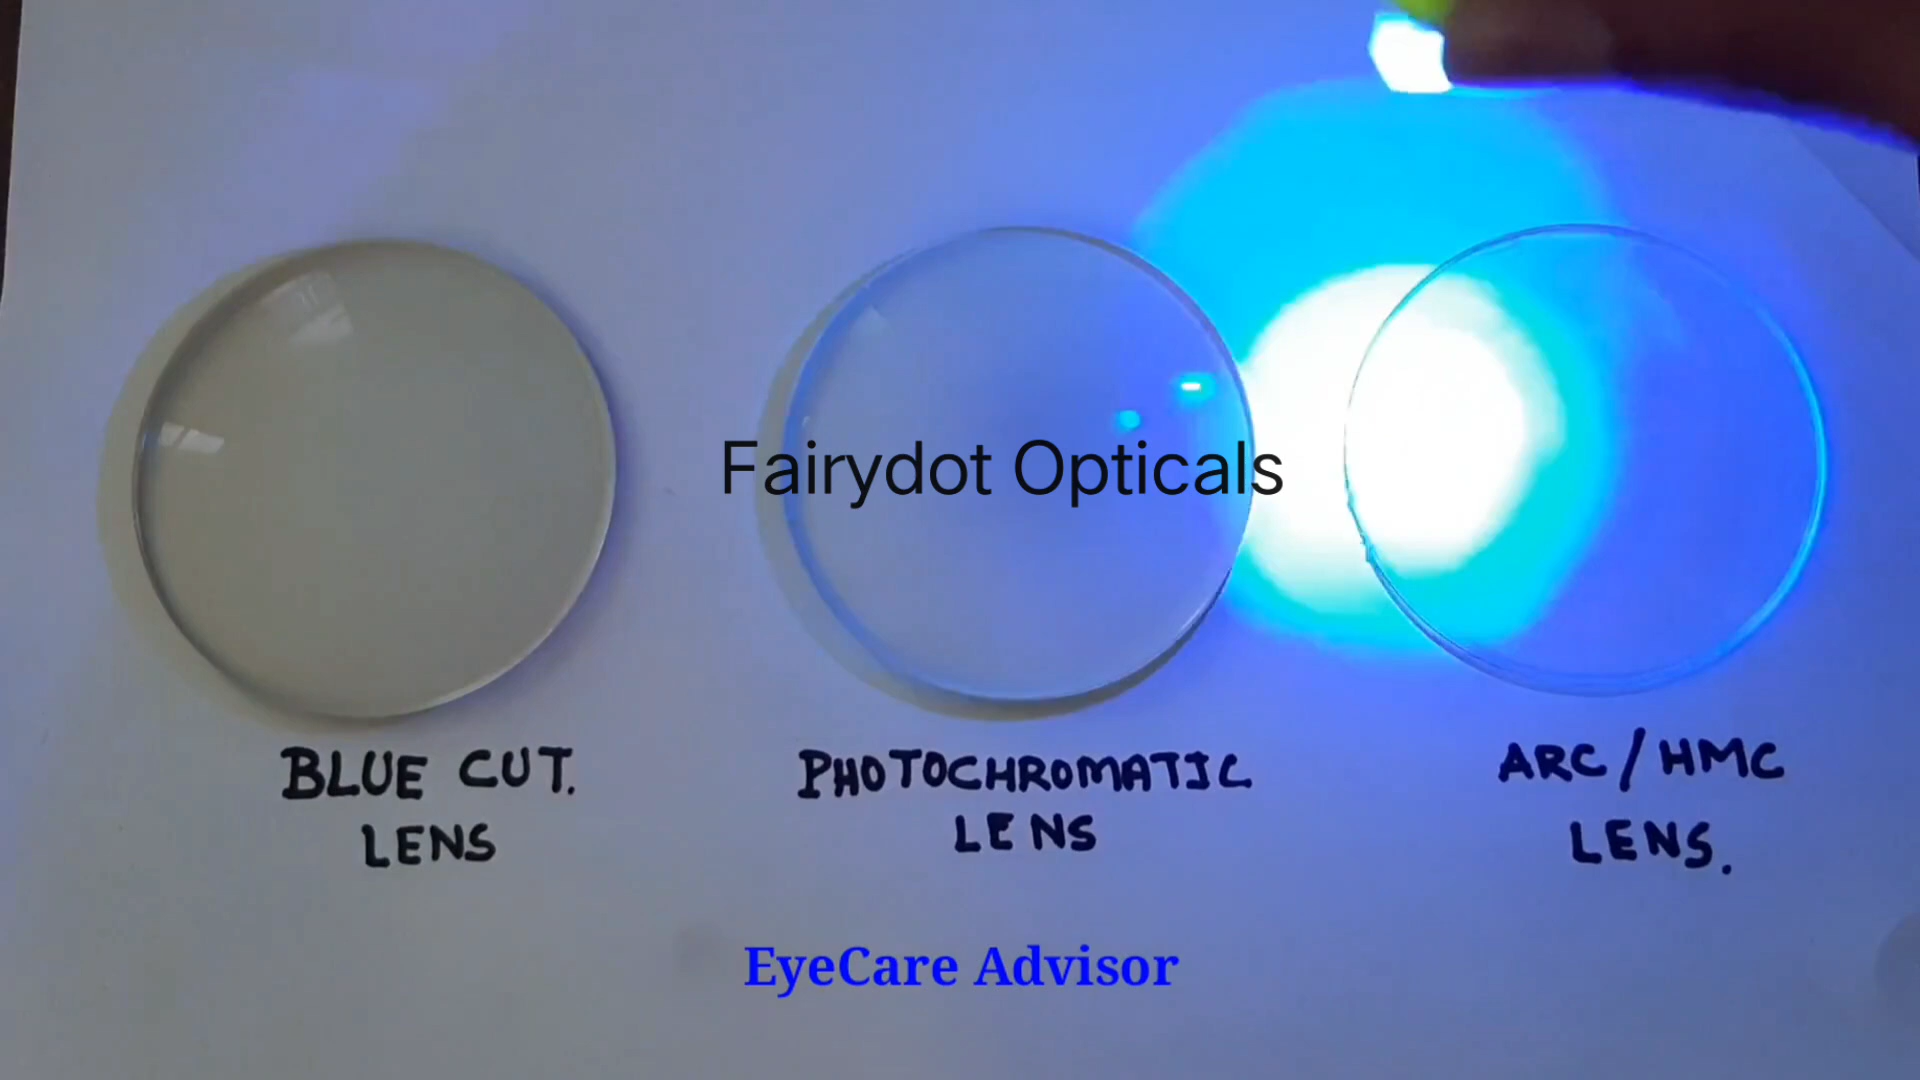 Fairydot Opticals
BLUE CUT.
LENS
PHOTOCHROMATIC
LENS
ARC/HMC
LENS.
EyeCare Advisor